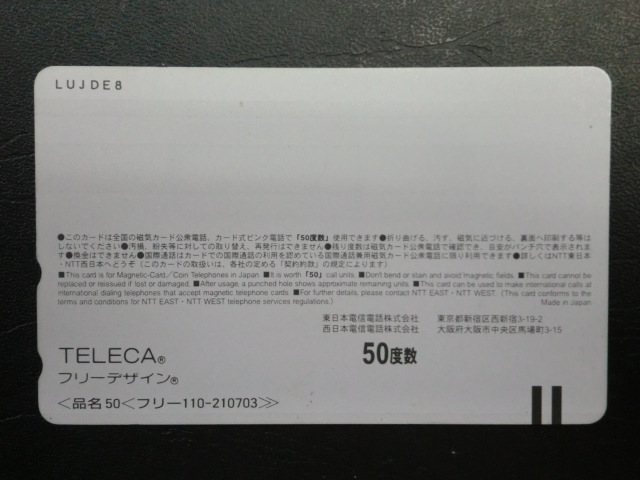 LUJDE8
●このカードは全国の磁気カード公衆電話、カード式ピンク電話で「50度数」使用できます●折り曲げる、汚す、磁気に近づける、裏面へ印刷する等は
しないでください●汚損、紛失等に対しての取り替え、再発行はできません●残り度数は磁気カード公衆電話で確認でき、目安がパンチ穴で表示されま
す●換金はできません●国際通話はカードでの国際通話の利用を認めている国際通話兼用磁気カード公衆電話に限り利用できます●詳しくはNTT東日本
・NTT西日本へどうぞ（このカードの取扱いは、各社の定める「契約約款」の規定によります）
■This card is for Magnetic-Card／Coin Telephones in Japan. ■It is worth「50」call units. ■Don't bend or stain and avoid magnetic fields. ■This card cannot be
replaced or reissued if lost or damaged. ■After usage, a punched hole shows approximate remaining units. ■This card can be used to make international calls at
international dialing telephones that accept magnetic telephone cards. ■For further details, please contact NTT EAST・NTT WEST. (This card conforms to the
terms and conditions for NTT EAST・NTT WEST telephone services regulations.) Made in Japan
東日本電信電話株式会社 東京都新宿区西新宿3-19-2
西日本電信電話株式会社 大阪府大阪市中央区馬場町3-15
TELECA® 50度数
フリーデザイン®
＜品名50＜フリー110-210703＞＞